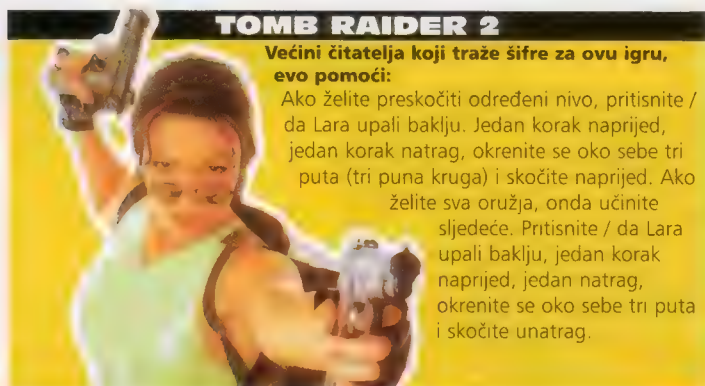 TOMB RAIDER 2
Većini čitatelja koji traže šifre za ovu igru,
evo pomoći:
Ako želite preskočiti određeni nivo, pritisnite /
da Lara upali baklju. Jedan korak naprijed,
jedan korak natrag, okrenite se oko sebe tri
puta (tri puna kruga) i skočite naprijed. Ako
želite sva oružja, onda učinite
sljedeće. Pritisnite / da Lara
upali baklju, jedan korak
naprijed, jedan natrag,
okrenite se oko sebe tri puta
i skočite unatrag.